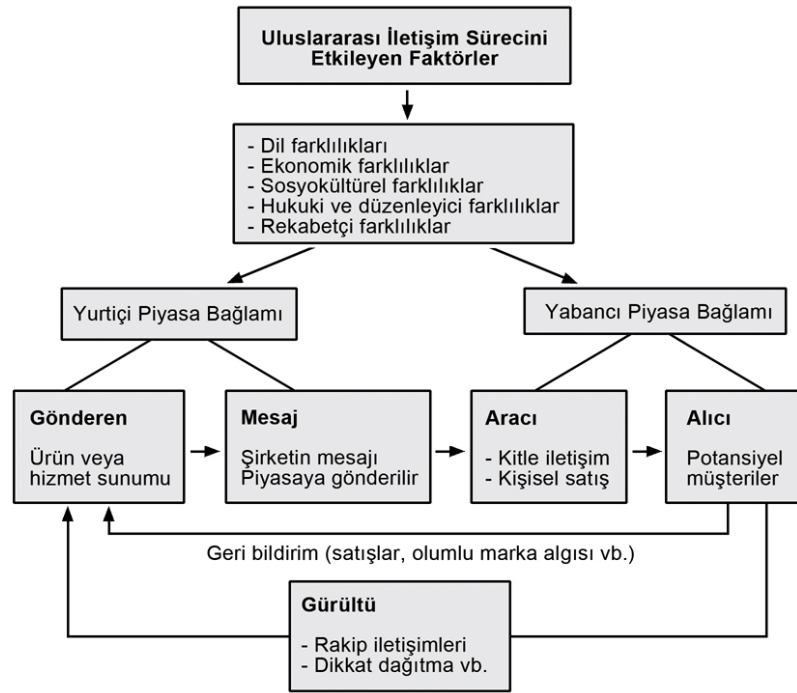 Uluslararası İletişim Sürecini
Etkileyen Faktörler
- Dil farklılıkları
- Ekonomik farklılıklar
- Sosyokültürel farklılıklar
- Hukuki ve düzenleyici farklılıklar
- Rekabetçi farklılıklar
Yurtiçi Piyasa Bağlamı
Yabancı Piyasa Bağlamı
Gönderen
Ürün veya
hizmet sunumu
Mesaj
Şirketin mesajı
Piyasaya gönderilir
Aracı
- Kitle iletişim
- Kişisel satış
Alıcı
Potansiyel
müşteriler
Geri bildirim (satışlar, olumlu marka algısı vb.)
Gürültü
- Rakip iletişimleri
- Dikkat dağıtma vb.